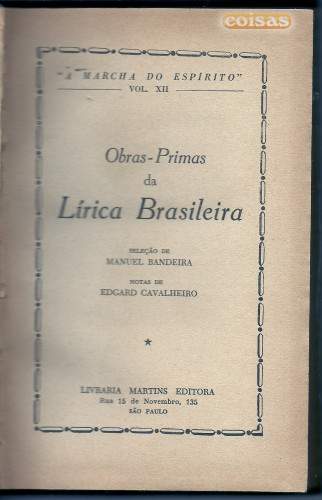 coisas
"A MARCHA DO ESPÍRITO"
VOL. XII
Obras-Primas
da
Lírica Brasileira
SELEÇÃO DE
MANUEL BANDEIRA
NOTAS DE
EDGARD CAVALHEIRO
*
LIVRARIA MARTINS EDITORA
Rua 15 de Novembro, 135
SÃO PAULO